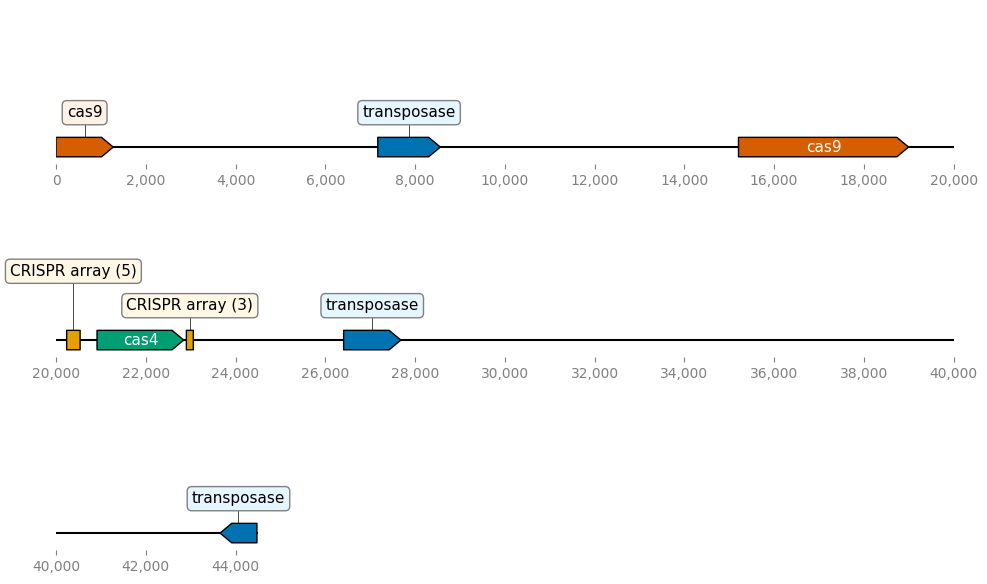 cas9 transposase
cas9
0 2,000 4,000 6,000 8,000 10,000 12,000 14,000 16,000 18,000 20,000
CRISPR array (5)
CRISPR array (3) transposase
cas4
20,000 22,000 24,000 26,000 28,000 30,000 32,000 34,000 36,000 38,000 40,000
transposase
40,000 42,000 44,000